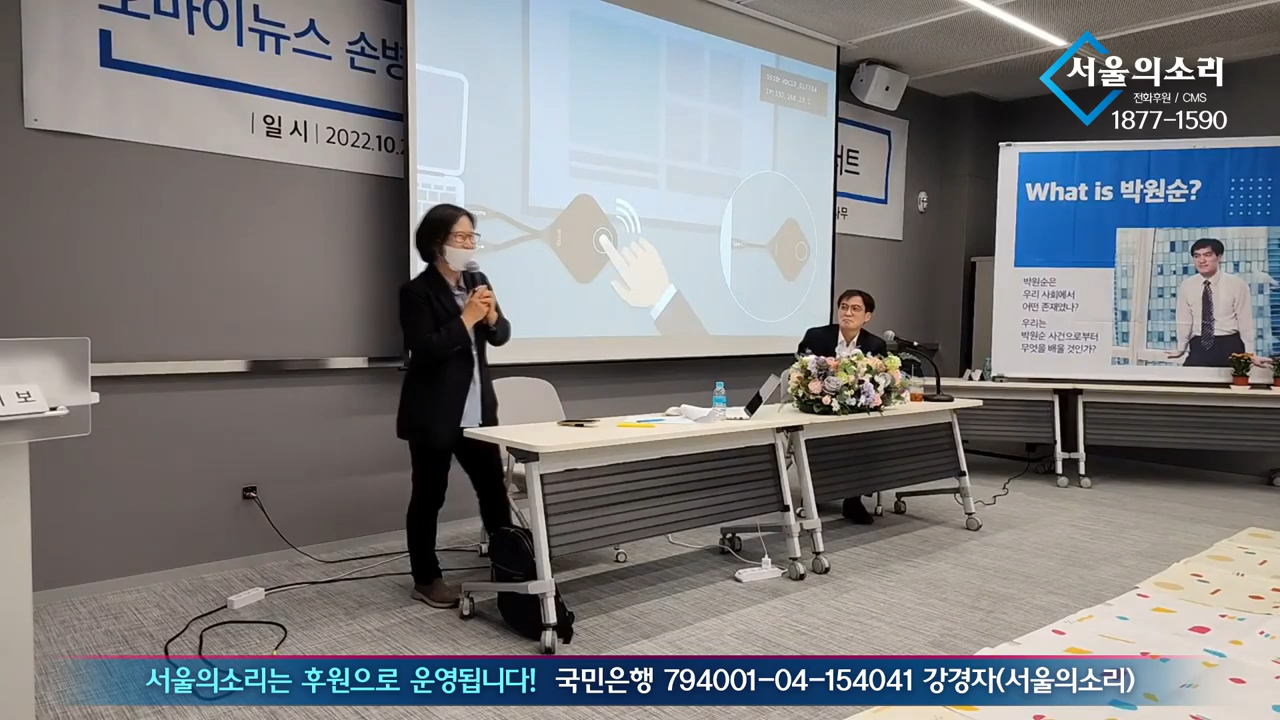 오마이뉴스 손병
| 일 시 | 2022.10.2
서울의소리
전화후원 / CMS
1877-1590
What is 박원순?
박원순은
우리 사회에서
어떤 존재였나?
우리는
박원순 사건으로부터
무엇을 배울 것인가?
서울의소리는 후원으로 운영됩니다! 국민은행 794001-04-154041 강경자(서울의소리)